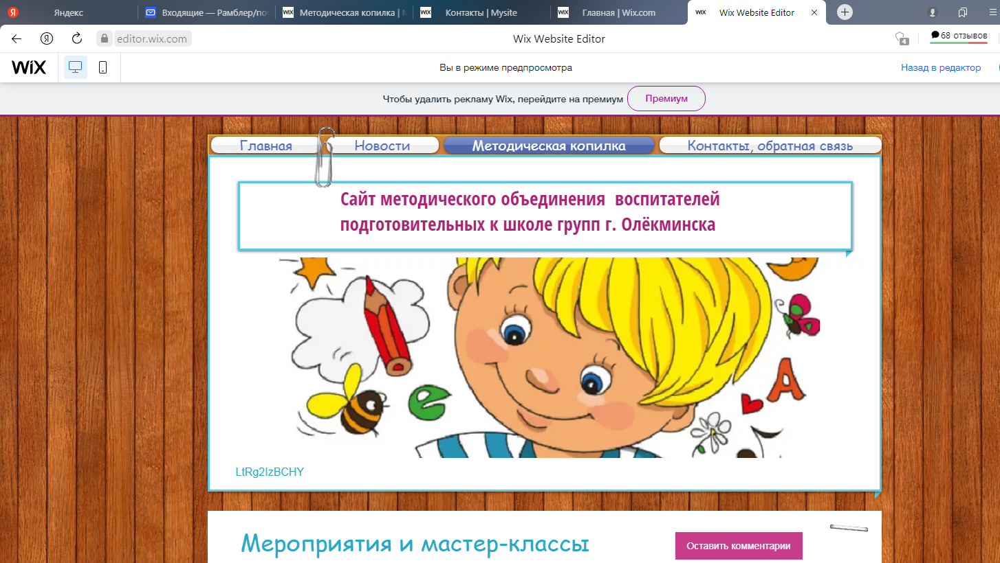 Яндекс
Входящие — Рамблер/по
Методическая копилка |
Контакты | Mysite
Главная | Wix.com
Wix Website Editor
editor.wix.com
Wix Website Editor
4
68 отзывов
WiX
Вы в режиме предпросмотра
Назад в редактор
Чтобы удалить рекламу Wix, перейдите на премиум
Премиум
Главная
Новости
Методическая копилка
Контакты, обратная связь
Сайт методического объединения воспитателей
подготовительных к школе групп г. Олёкминска
е
А
LtRg2IzBCHY
Мероприятия и мастер-классы
Оставить комментарии